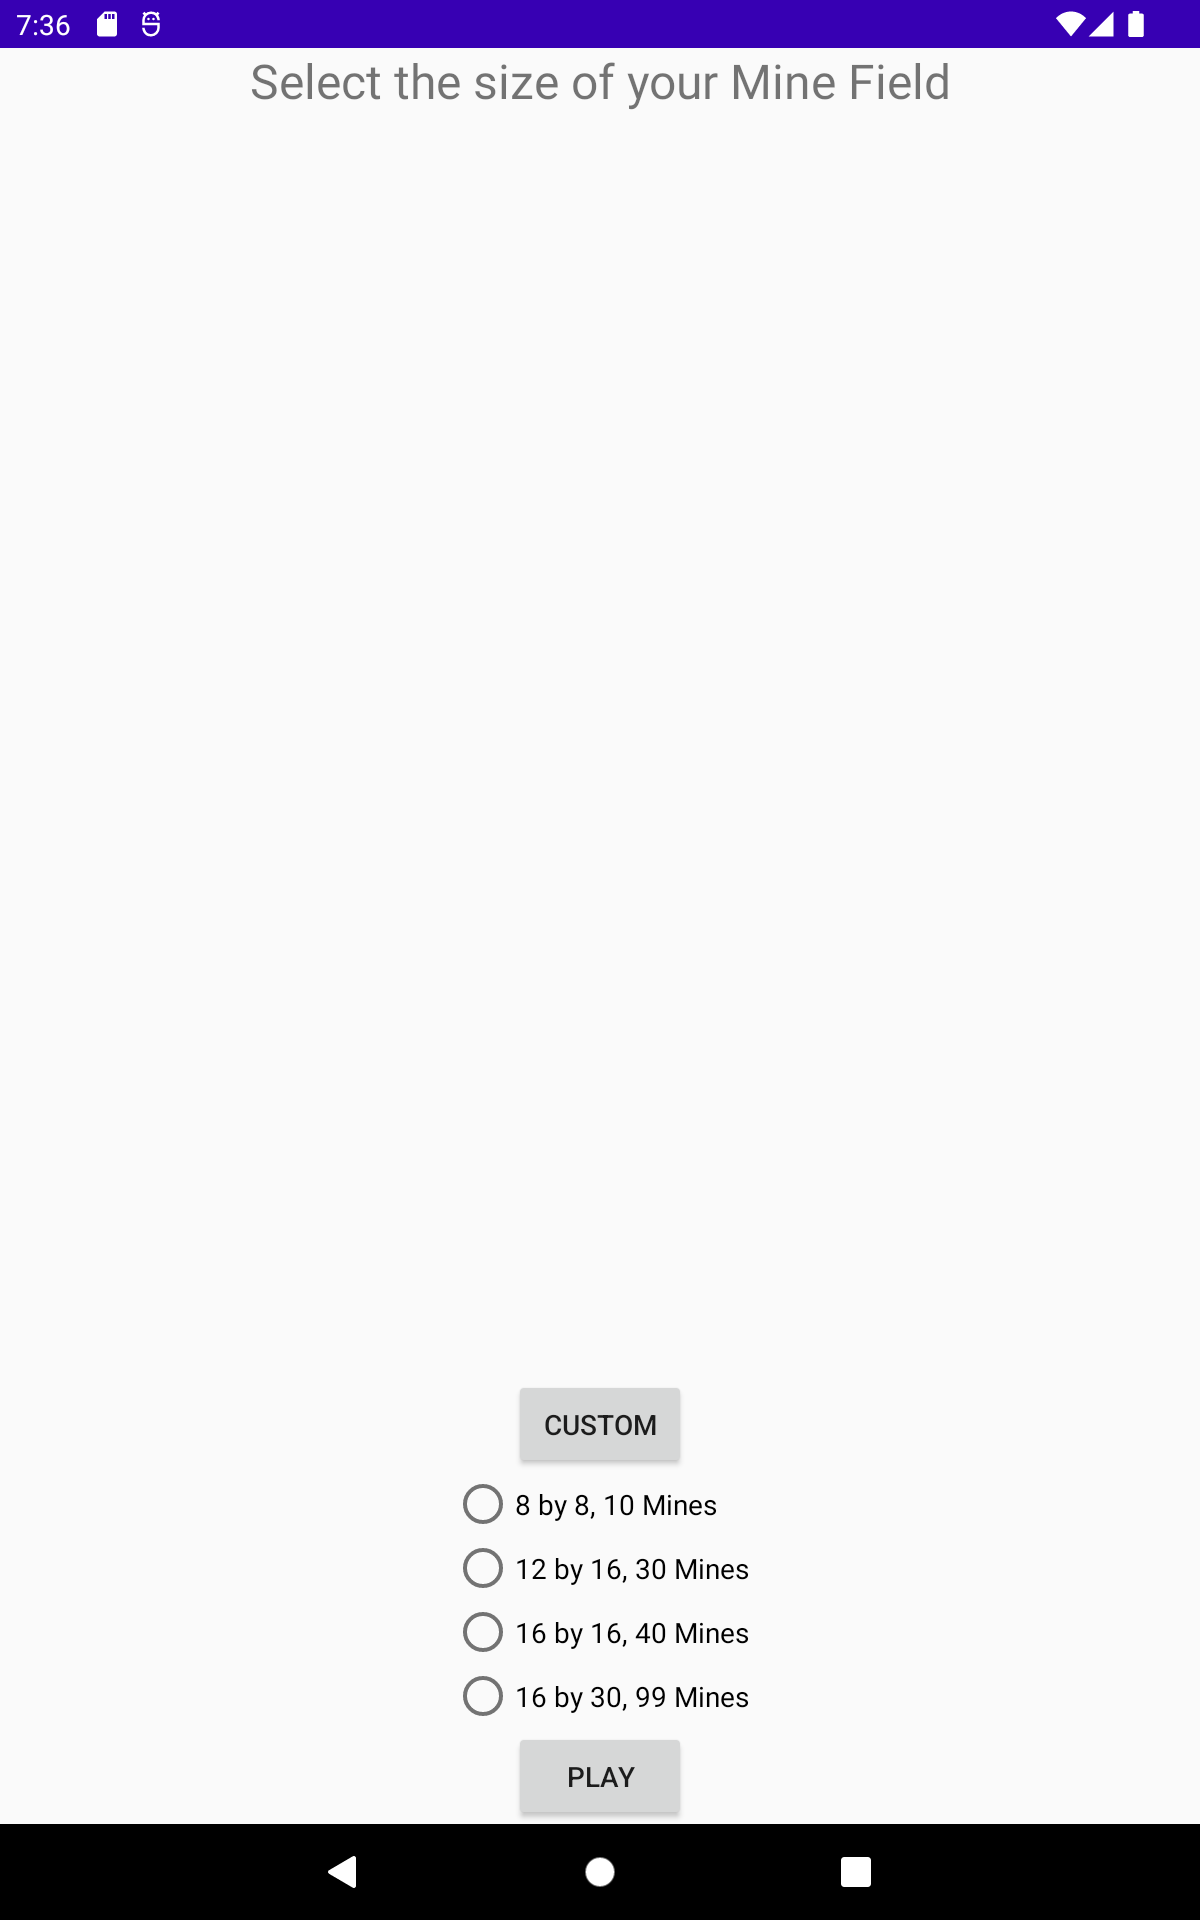 7:36
Select the size of your Mine Field
CUSTOM
8 by 8, 10 Mines
12 by 16, 30 Mines
16 by 16, 40 Mines
16 by 30, 99 Mines
PLAY